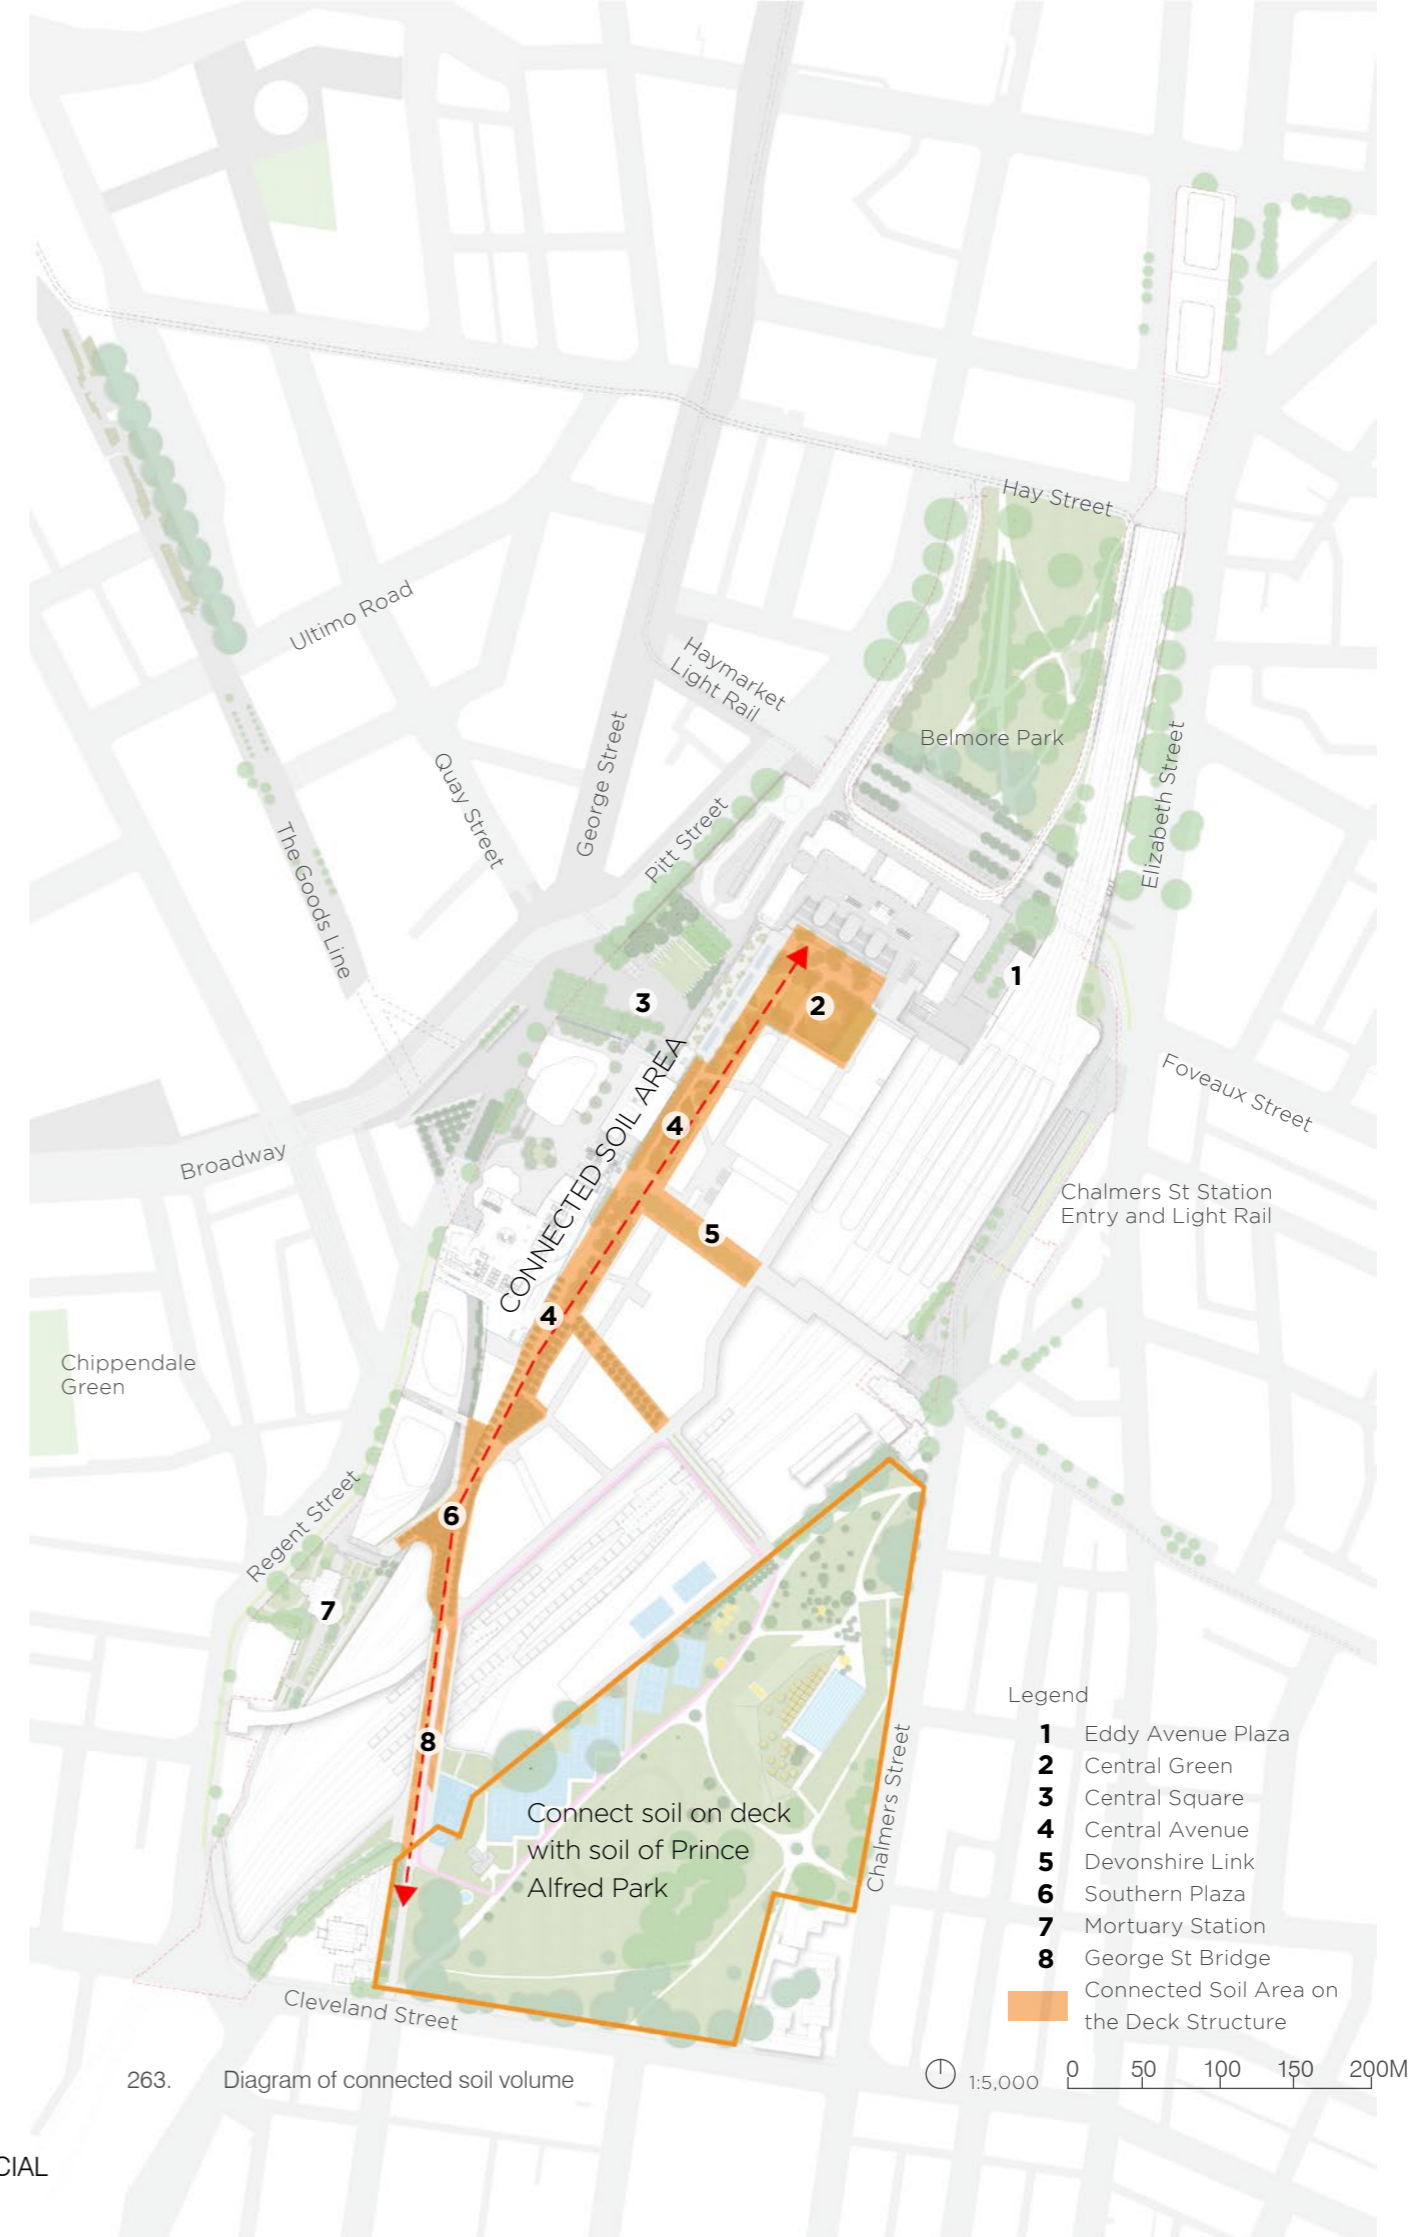 Hay Street
Ultimo Road
Haymarket
Light Rail
Belmore Park
George Street
Quay Street
Pitt Street
Elizabeth Street
The Goods Line
1
2
3
CONNECTED SOIL AREA
Foveaux Street
4
Broadway
Chalmers St Station
Entry and Light Rail
5
4
Chippendale
Green
Regent Street
6
7
8
Chalmers Street
Connect soil on deck
with soil of Prince
Alfred Park
Cleveland Street
Legend
1 Eddy Avenue Plaza
2 Central Green
3 Central Square
4 Central Avenue
5 Devonshire Link
6 Southern Plaza
7 Mortuary Station
8 George St Bridge
Connected Soil Area on
the Deck Structure
1:5,000 0 50 100 150 200M
263. Diagram of connected soil volume
CIAL